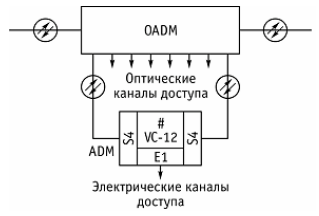 OADM
Оптические
каналы доступа
#
S4
VC-12
S4
ADM
E1
Электрические каналы
доступа